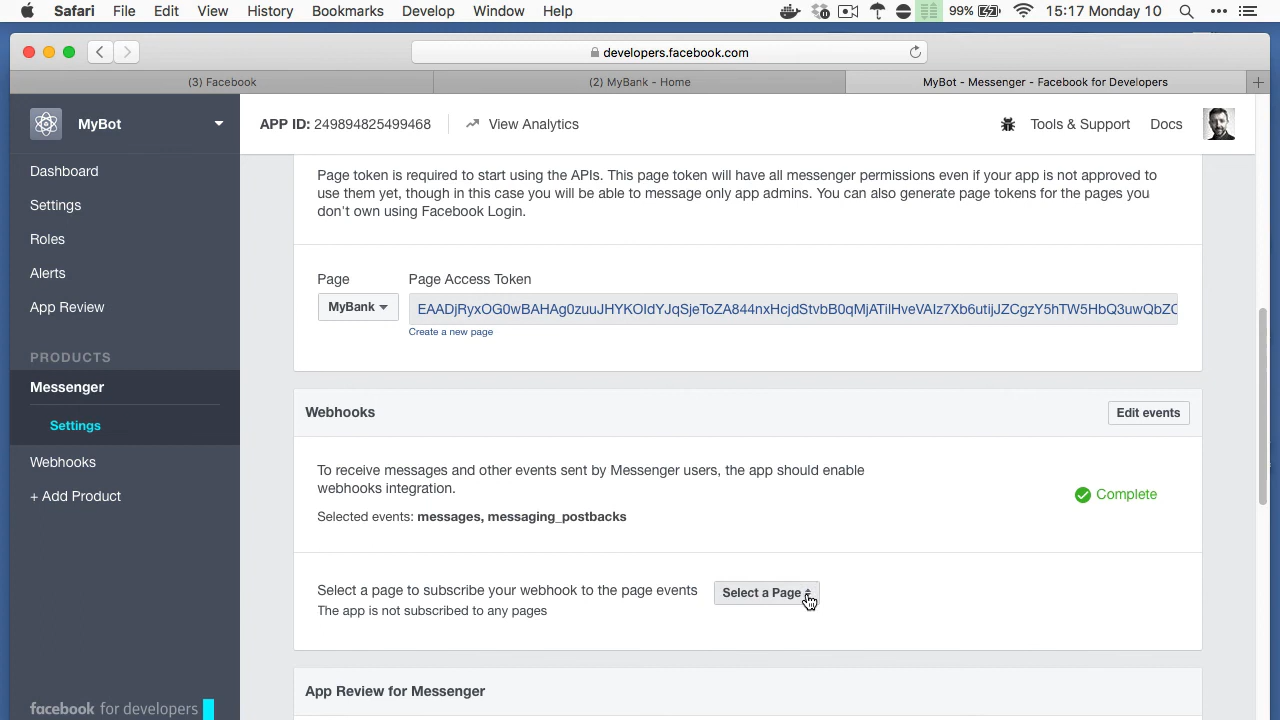 Safari File Edit View History Bookmarks Develop Window Help 99% 15:17 Monday 10
developers.facebook.com
(3) Facebook (2) MyBank - Home MyBot - Messenger - Facebook for Developers
MyBot
APP ID: 249894825499468 View Analytics Tools & Support Docs
Dashboard
Settings
Roles
Alerts
App Review
PRODUCTS
Messenger
Settings
Webhooks
+ Add Product
facebook for developers
Page token is required to start using the APIs. This page token will have all messenger permissions even if your app is not approved to
use them yet, though in this case you will be able to message only app admins. You can also generate page tokens for the pages you
don't own using Facebook Login.
Page Page Access Token
MyBank EAADjRyxOG0wBAHAg0zuuJHYKOIdYJqSjeToZA844nxHcjdStvbB0qMjATilHveVAIz7Xb6utijJZCgzY5hTW5HbQ3uwQbZC
Create a new page
Webhooks Edit events
To receive messages and other events sent by Messenger users, the app should enable
webhooks integration.
Complete
Selected events: messages, messaging_postbacks
Select a page to subscribe your webhook to the page events Select a Page
The app is not subscribed to any pages
App Review for Messenger